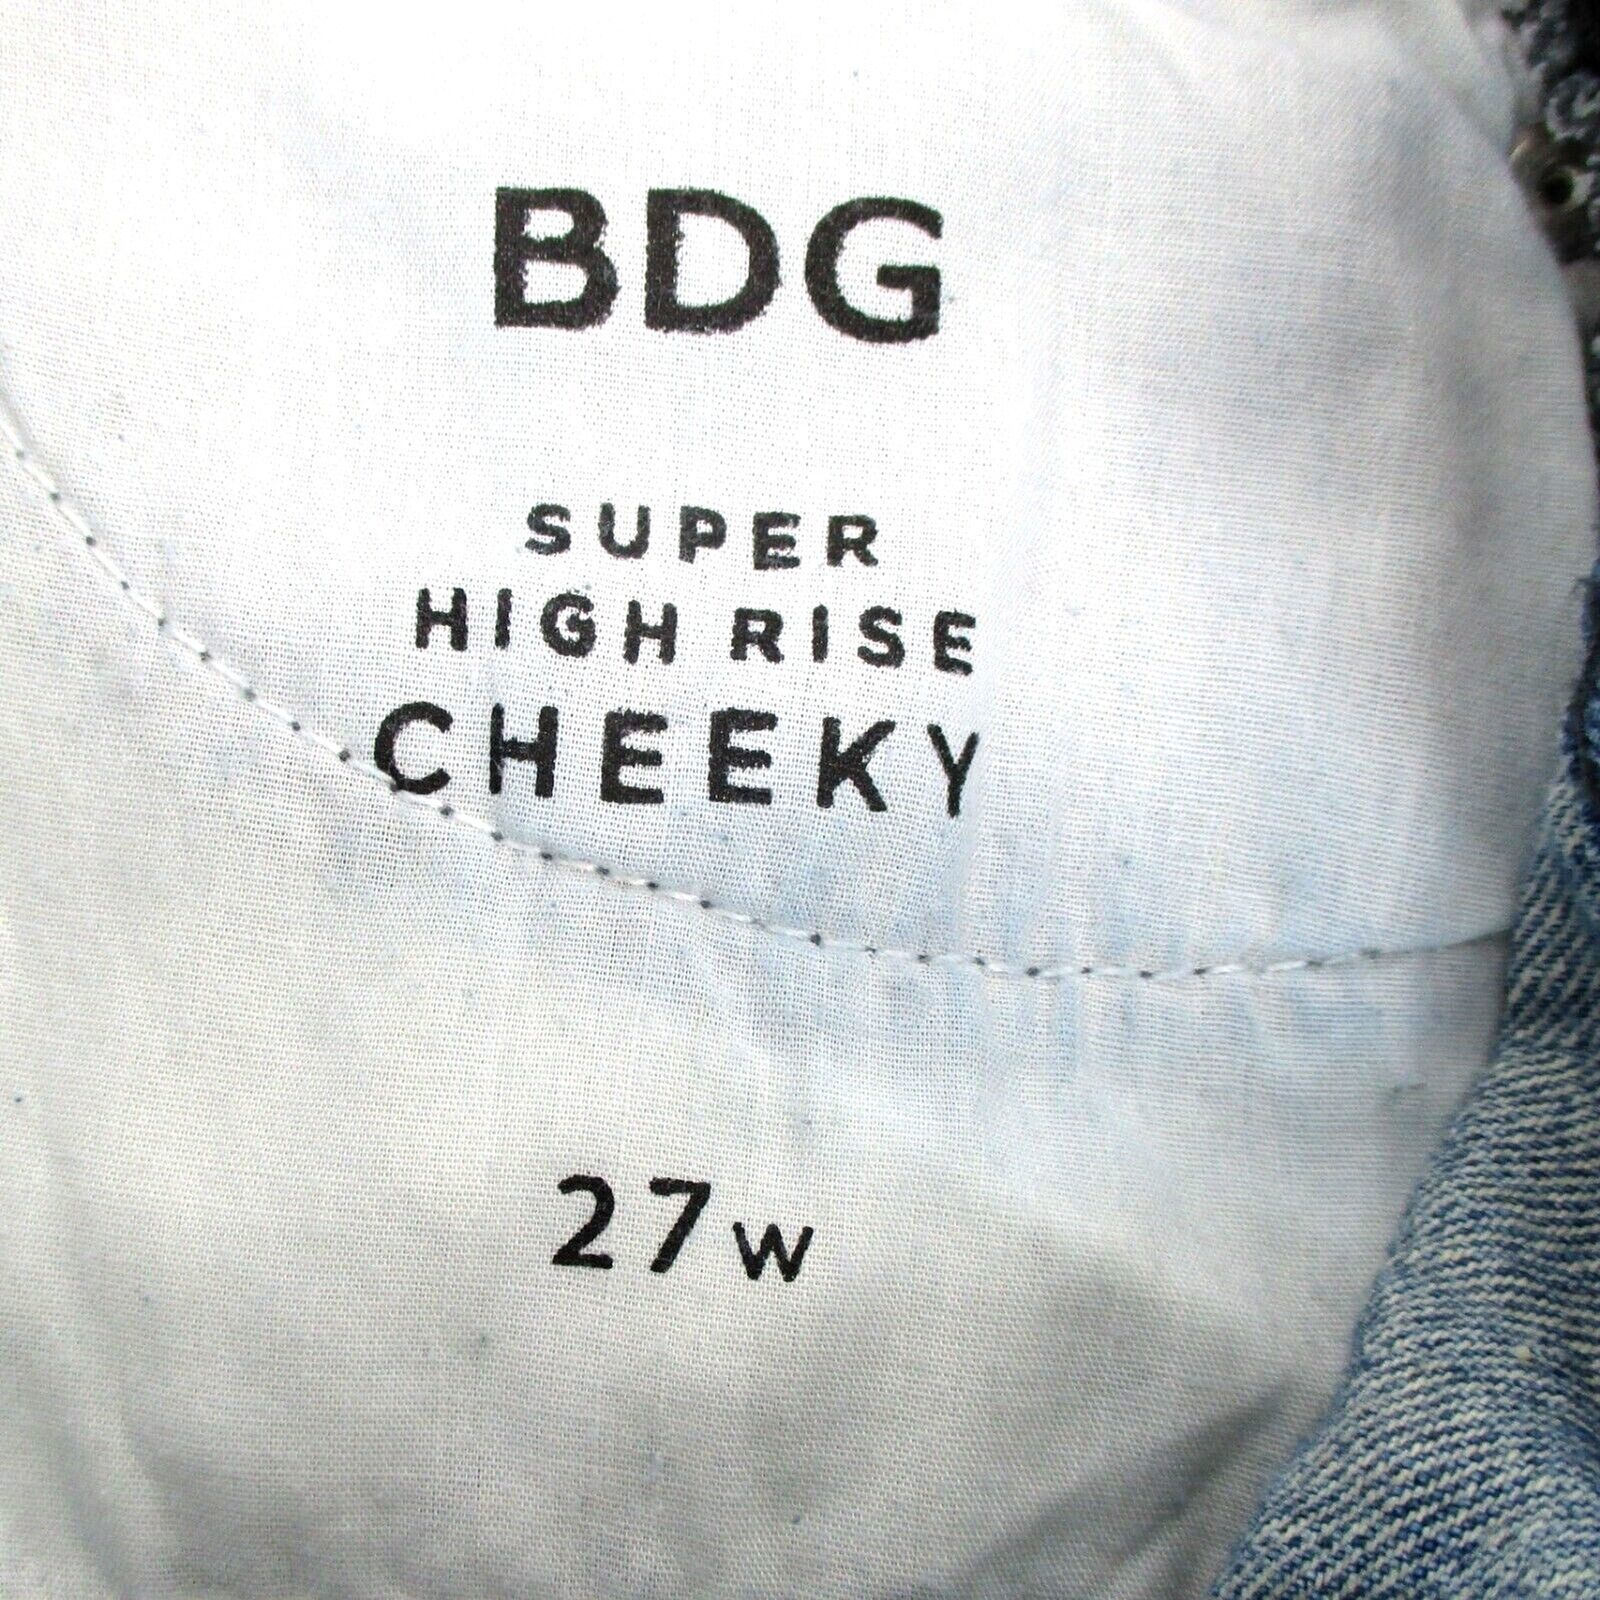 BDG
SUPER
HIGH RISE
CHEEKY
27W